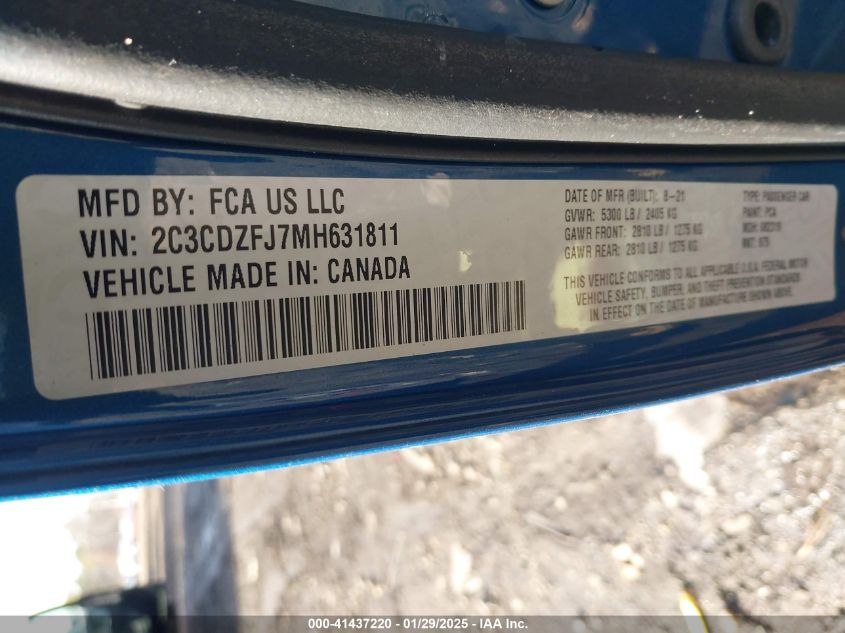 MFD BY: FCA US LLC
VIN: 2C3CDZFJ7MH631811
VEHICLE MADE IN: CANADA
DATE OF MFR (BUILT): 8-21
GVWR: 5300 LB / 2405 KG
GAWR FRONT: 2810 LB / 1275 KG
GAWR REAR: 2810 LB / 1275 KG
TYPE: PASSENGER CAR
PAINT: PCA
MDH:
MKT:
THIS VEHICLE CONFORMS TO ALL APPLICABLE U.S.A. FEDERAL MOTOR
VEHICLE SAFETY, BUMPER, AND THEFT PREVENTION STANDARDS
IN EFFECT ON THE DATE OF MANUFACTURE SHOWN ABOVE.
000-41437220 - 01/29/2025 - IAA Inc.